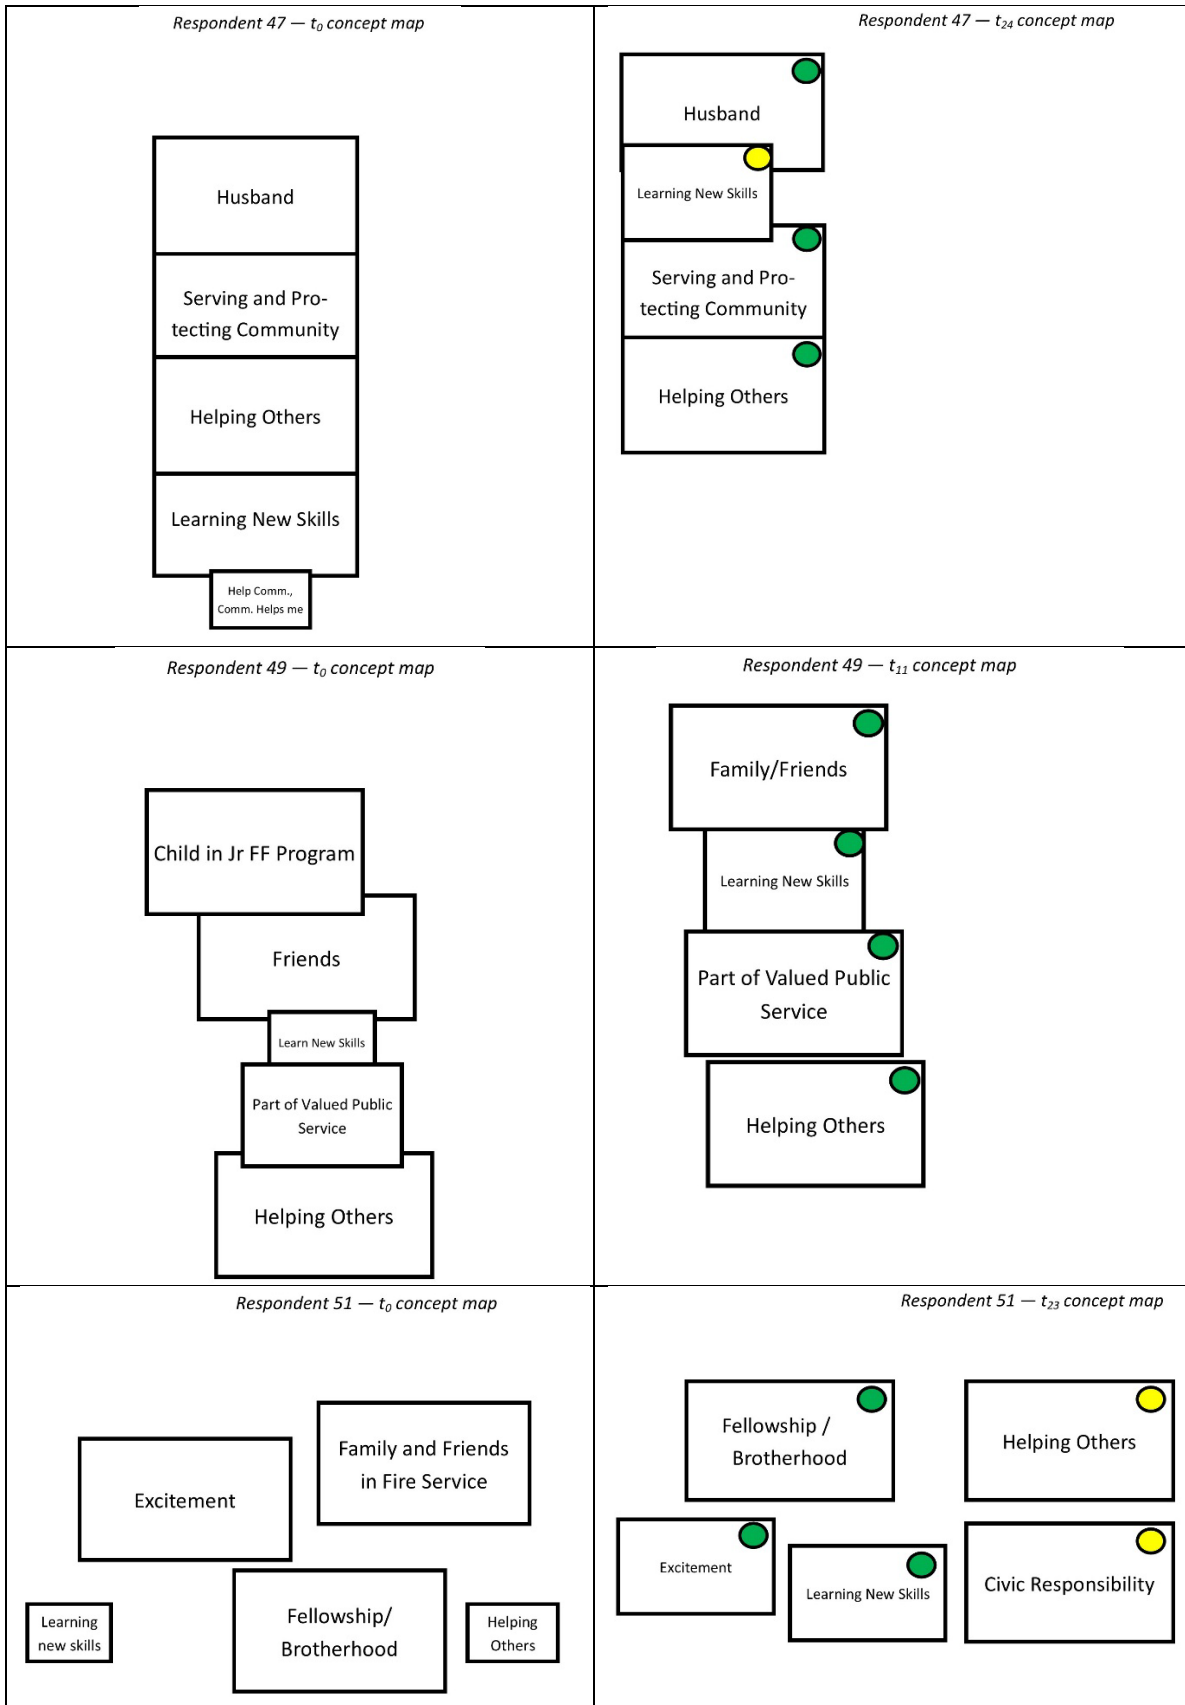 Respondent 47 — t0 concept map
Husband
Serving and Pro-
tecting Community
Helping Others
Learning New Skills
Help Comm.,
Comm. Helps me
Respondent 47 — t24 concept map
Husband
Learning New Skills
Serving and Pro-
tecting Community
Helping Others
Respondent 49 — t0 concept map
Child in Jr FF Program
Friends
Learn New Skills
Part of Valued Public
Service
Helping Others
Respondent 49 — t11 concept map
Family/Friends
Learning New Skills
Part of Valued Public
Service
Helping Others
Respondent 51 — t0 concept map
Family and Friends
in Fire Service
Excitement
Fellowship/
Brotherhood
Learning
new skills
Helping
Others
Respondent 51 — t23 concept map
Fellowship /
Brotherhood
Helping Others
Excitement
Learning New Skills
Civic Responsibility